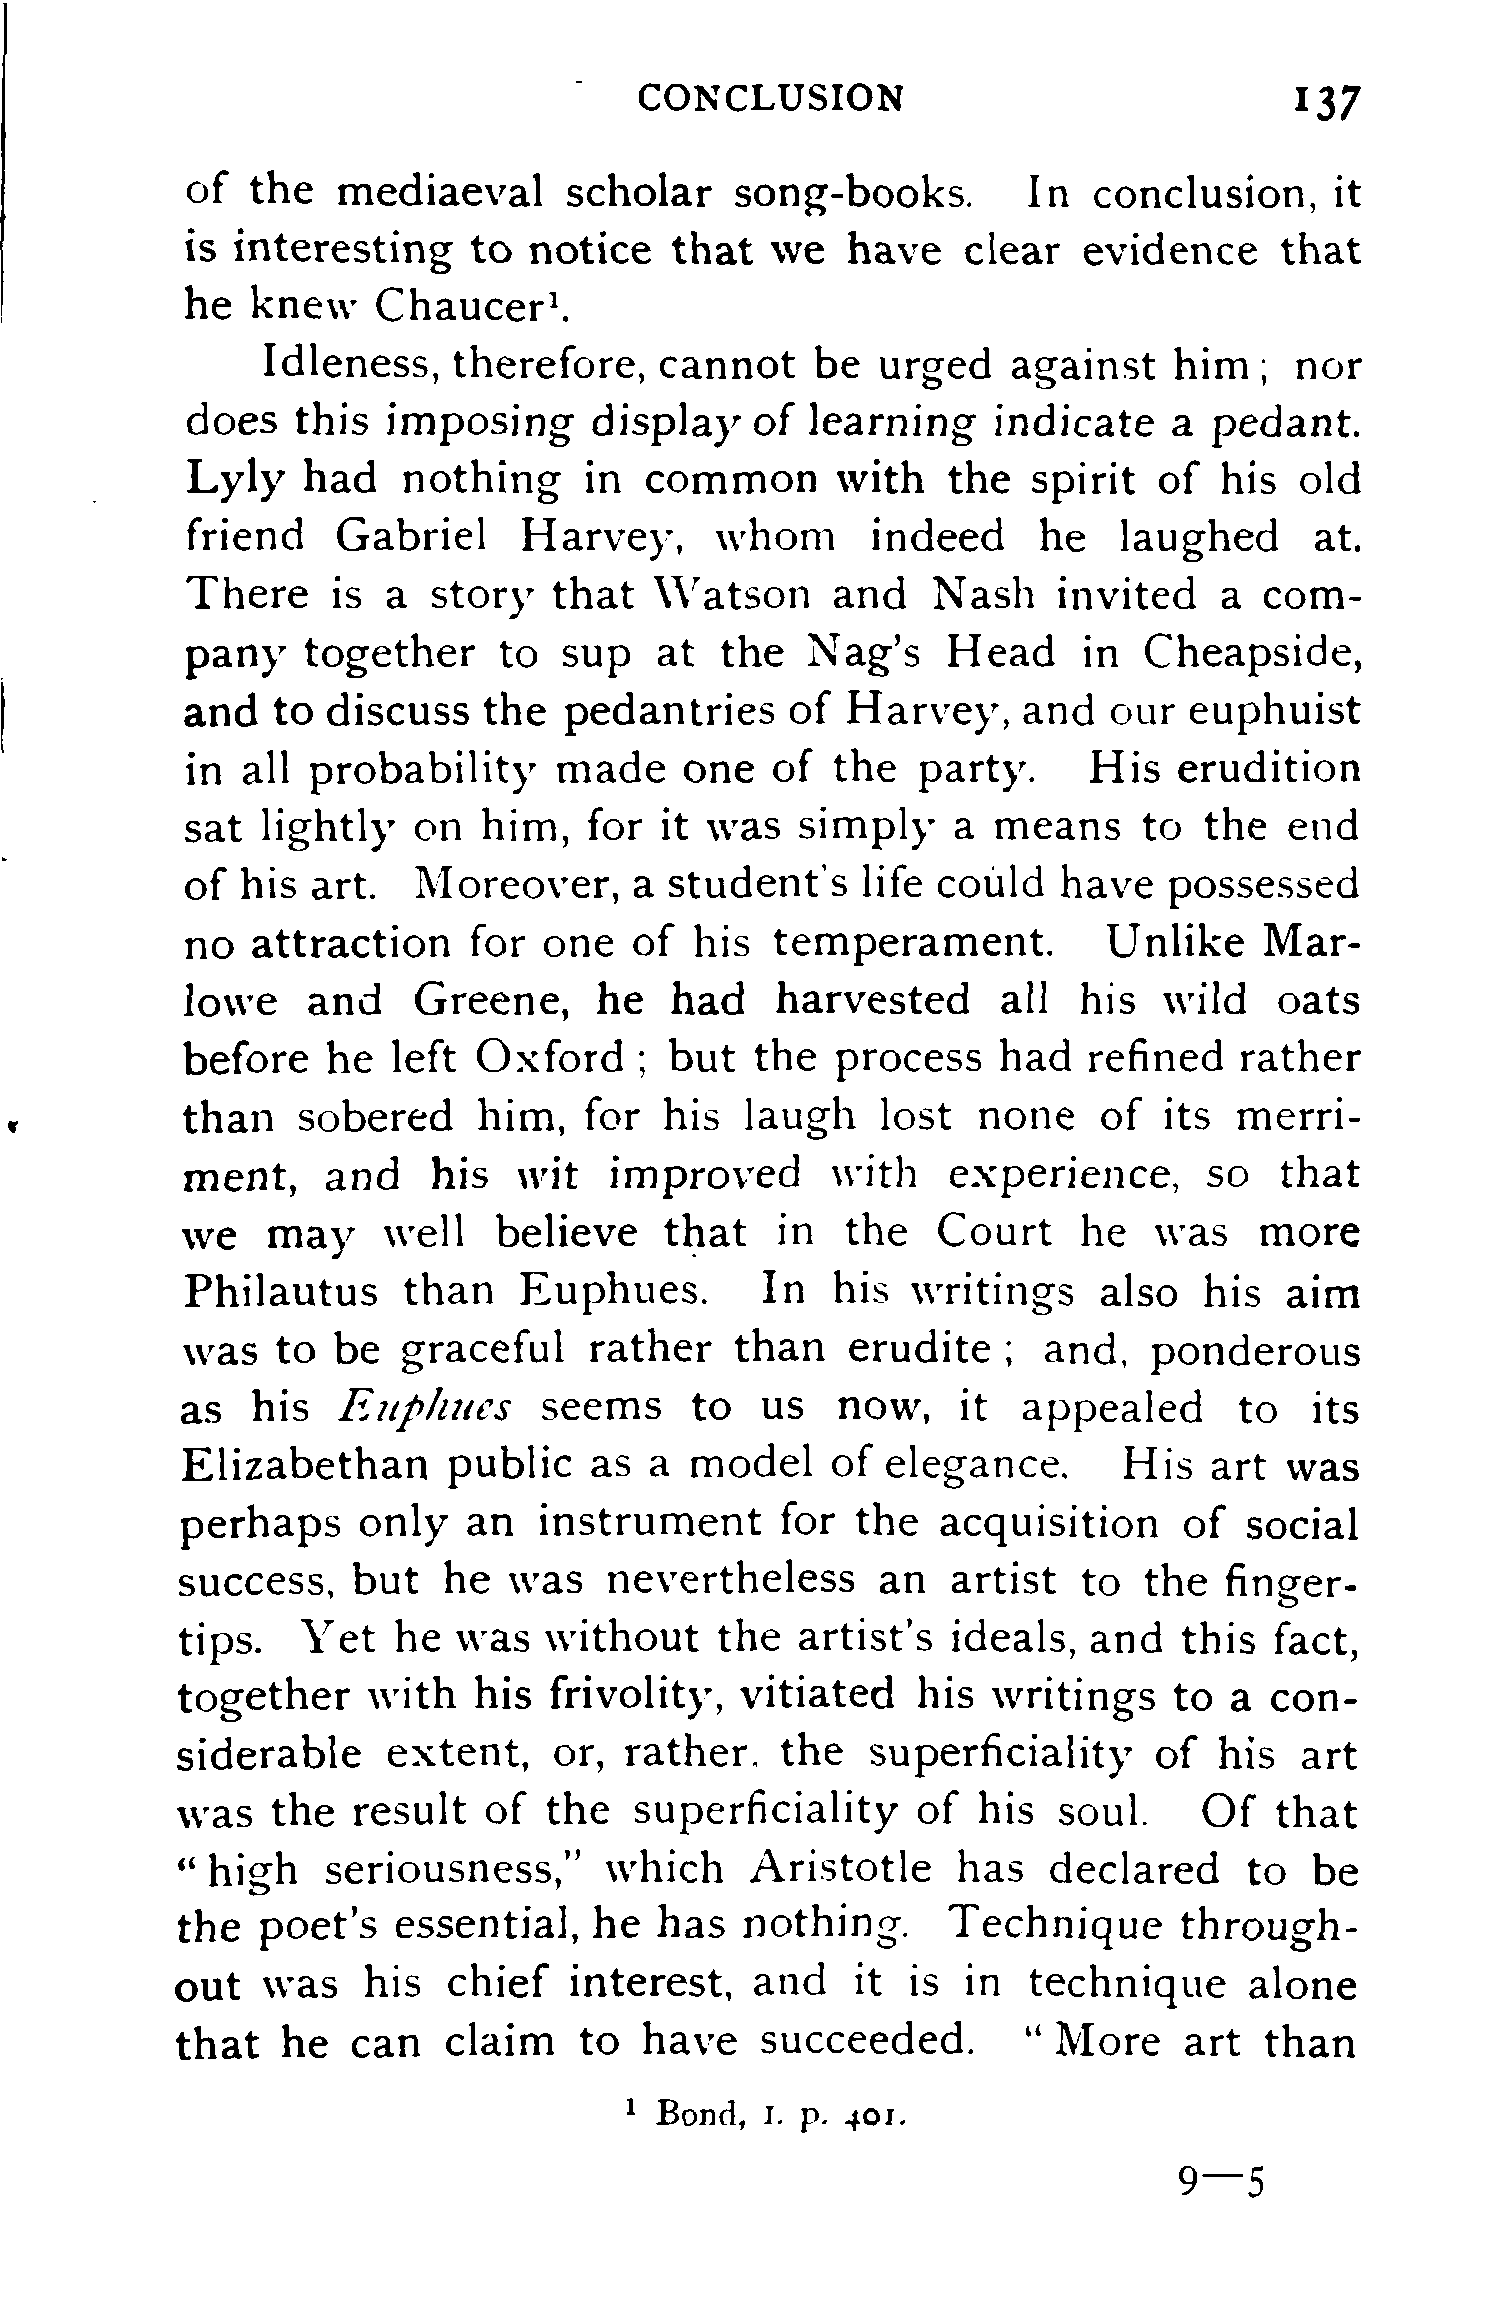 CONCLUSION 137
of the mediaeval scholar song-books. In conclusion, it
is interesting to notice that we have clear evidence that
he knew Chaucer¹.
Idleness, therefore, cannot be urged against him ; nor
does this imposing display of learning indicate a pedant.
Lyly had nothing in common with the spirit of his old
friend Gabriel Harvey, whom indeed he laughed at.
There is a story that Watson and Nash invited a com-
pany together to sup at the Nag's Head in Cheapside,
and to discuss the pedantries of Harvey, and our euphuist
in all probability made one of the party. His erudition
sat lightly on him, for it was simply a means to the end
of his art. Moreover, a student's life could have possessed
no attraction for one of his temperament. Unlike Mar-
lowe and Greene, he had harvested all his wild oats
before he left Oxford ; but the process had refined rather
than sobered him, for his laugh lost none of its merri-
ment, and his wit improved with experience, so that
we may well believe that in the Court he was more
Philautus than Euphues. In his writings also his aim
was to be graceful rather than erudite ; and, ponderous
as his Euphues seems to us now, it appealed to its
Elizabethan public as a model of elegance. His art was
perhaps only an instrument for the acquisition of social
success, but he was nevertheless an artist to the finger-
tips. Yet he was without the artist's ideals, and this fact,
together with his frivolity, vitiated his writings to a con-
siderable extent, or, rather, the superficiality of his art
was the result of the superficiality of his soul. Of that
" high seriousness," which Aristotle has declared to be
the poet's essential, he has nothing. Technique through-
out was his chief interest, and it is in technique alone
that he can claim to have succeeded. " More art than
¹ Bond, I. p. 401.
9—5